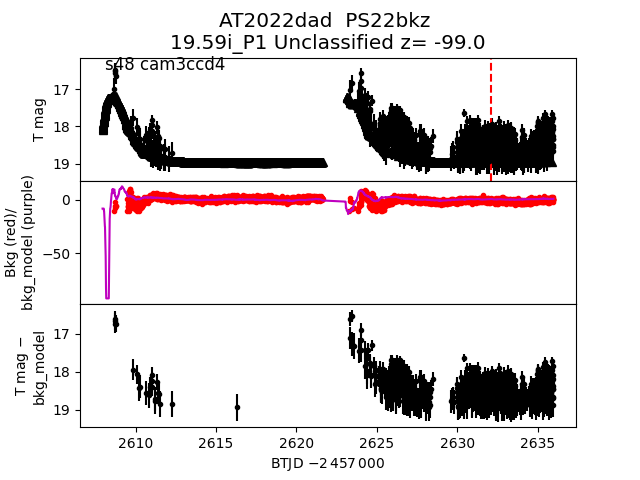 AT2022dad  PS22bkz
19.59i_P1 Unclassified z= -99.0
s48 cam3ccd4
T mag
17
18
19
Bkg (red)/
bkg_model (purple)
0
−50
T mag −
bkg_model
17
18
19
2610
2615
2620
2625
2630
2635
BTJD −2 457 000